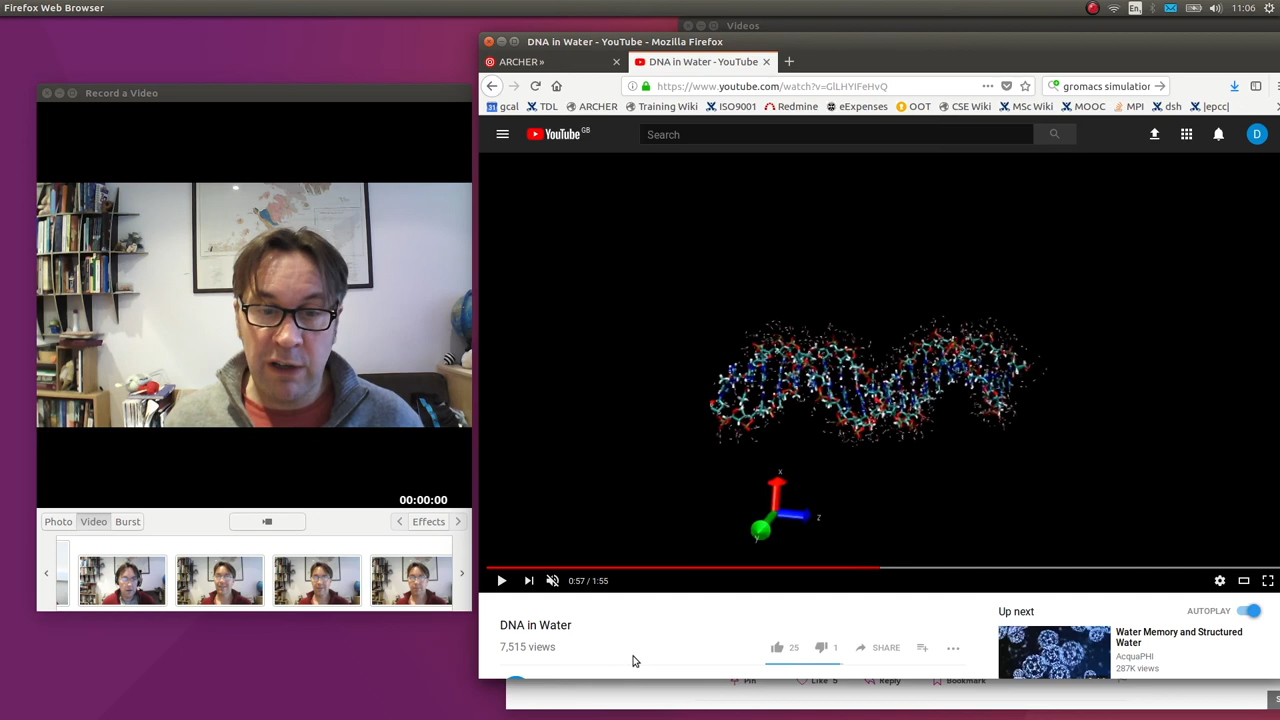 Firefox Web Browser
En
11:06
Videos
DNA in Water - YouTube - Mozilla Firefox
ARCHER »
DNA in Water - YouTube
https://www.youtube.com/watch?v=GlLHYIFeHvQ
gromacs simulation
gcal TDL ARCHER Training Wiki ISO9001 Redmine eExpenses OOT CSE Wiki MSc Wiki MOOC MPI dsh |epcc|
YouTube GB
Search
D
Record a Video
00:00:00
Photo Video Burst
Effects
X
Z
Y
0:57 / 1:55
DNA in Water
7,515 views
25
1
SHARE
Up next
AUTOPLAY
Water Memory and Structured
Water
AcquaPHI
287K views
Pin
Like 5
Reply
Bookmark